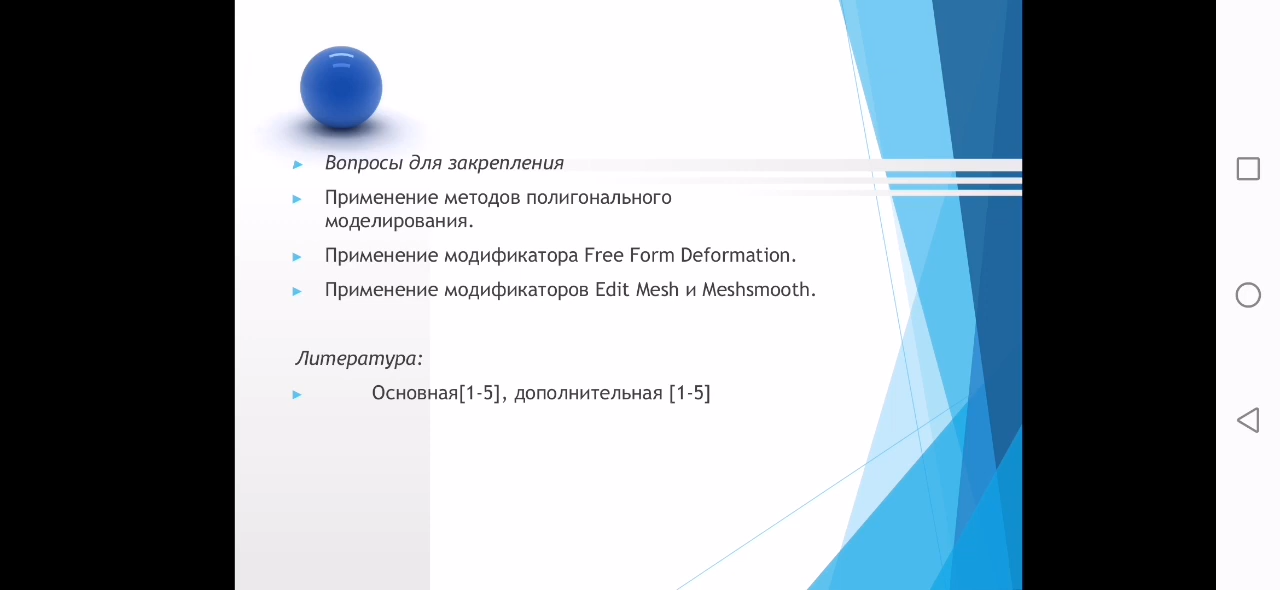 Вопросы для закрепления
Применение методов полигонального
моделирования.
Применение модификатора Free Form Deformation.
Применение модификаторов Edit Mesh и Meshsmooth.
Литература:
Основная[1-5], дополнительная [1-5]